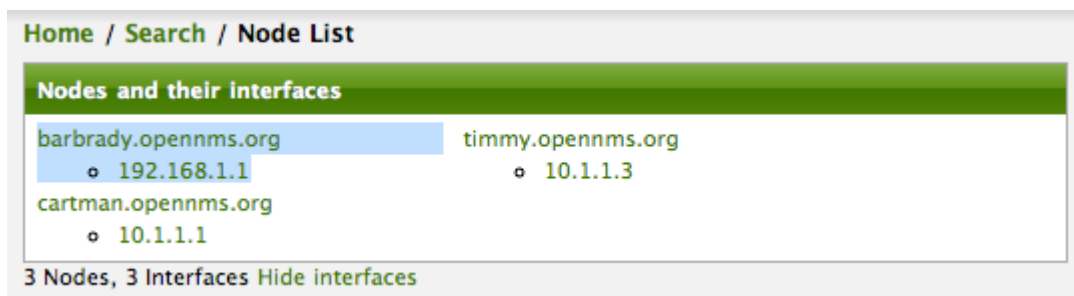 Home / Search / Node List
Nodes and their interfaces
barbrady.opennms.org
192.168.1.1
cartman.opennms.org
10.1.1.1
timmy.opennms.org
10.1.1.3
3 Nodes, 3 Interfaces Hide interfaces